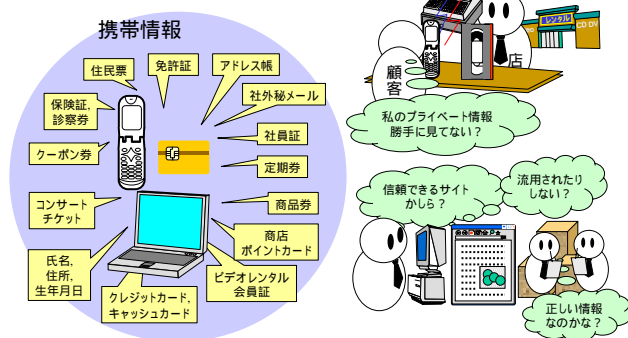 携帯情報
住民票
免許証
アドレス帳
保険証,
診察券
社外秘メール
社員証
クーポン券
定期券
コンサート
チケット
商品券
商店
ポイントカード
氏名,
住所,
生年月日
ビデオレンタル
会員証
クレジットカード,
キャッシュカード
レンタル
CD DV
店
顧
客
私のプライベート情報
勝手に見てない？
信頼できるサイト
かしら？
流用されたり
しない？
正しい情報
なのかな？